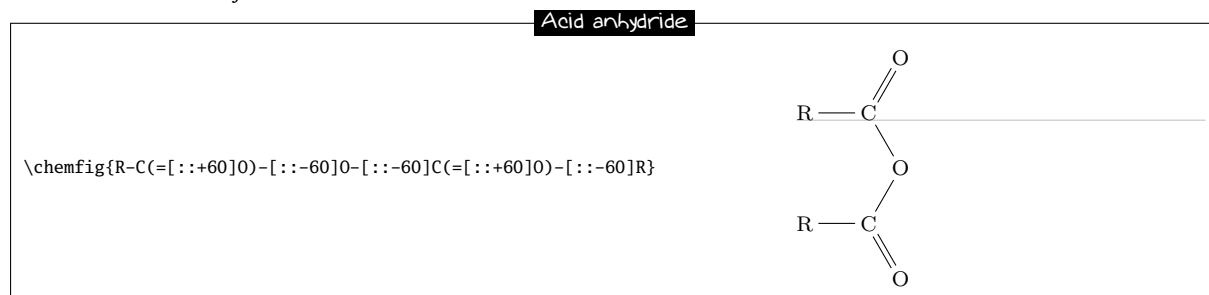 Acid anhydride
\chemfig{R-C(=[::+60]O)-[::-60]O-[::-60]C(=[::+60]O)-[::-60]R}
O
R C
O
R C
O